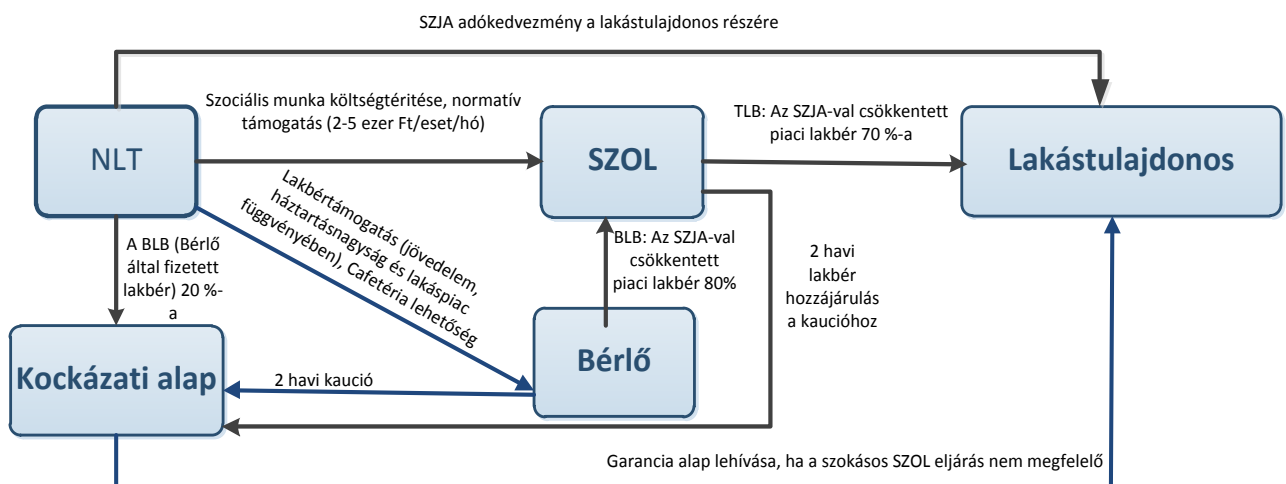 SZJA adókedvezmény a lakástulajdonos részére
Szociális munka költségtérítése, normatív
támogatás (2-5 ezer Ft/eset/hó)
TLB: Az SZJA-val csökkentett
piaci lakbér 70 %-a
NLT
SZOL
Lakástulajdonos
Lakbértámogatás (jövedelem,
háztartásnagyság és lakáspiac
függvényében), Cafetéria lehetőség
A BLB (Bérlő
által fizetett
lakbér) 20 %-
a
BLB: Az SZJA-val
csökkentett
piaci lakbér 80%
2 havi
lakbér
hozzájárulás
a kaucióhoz
Kockázati alap
2 havi kaució
Bérlő
Garancia alap lehívása, ha a szokásos SZOL eljárás nem megfelelő